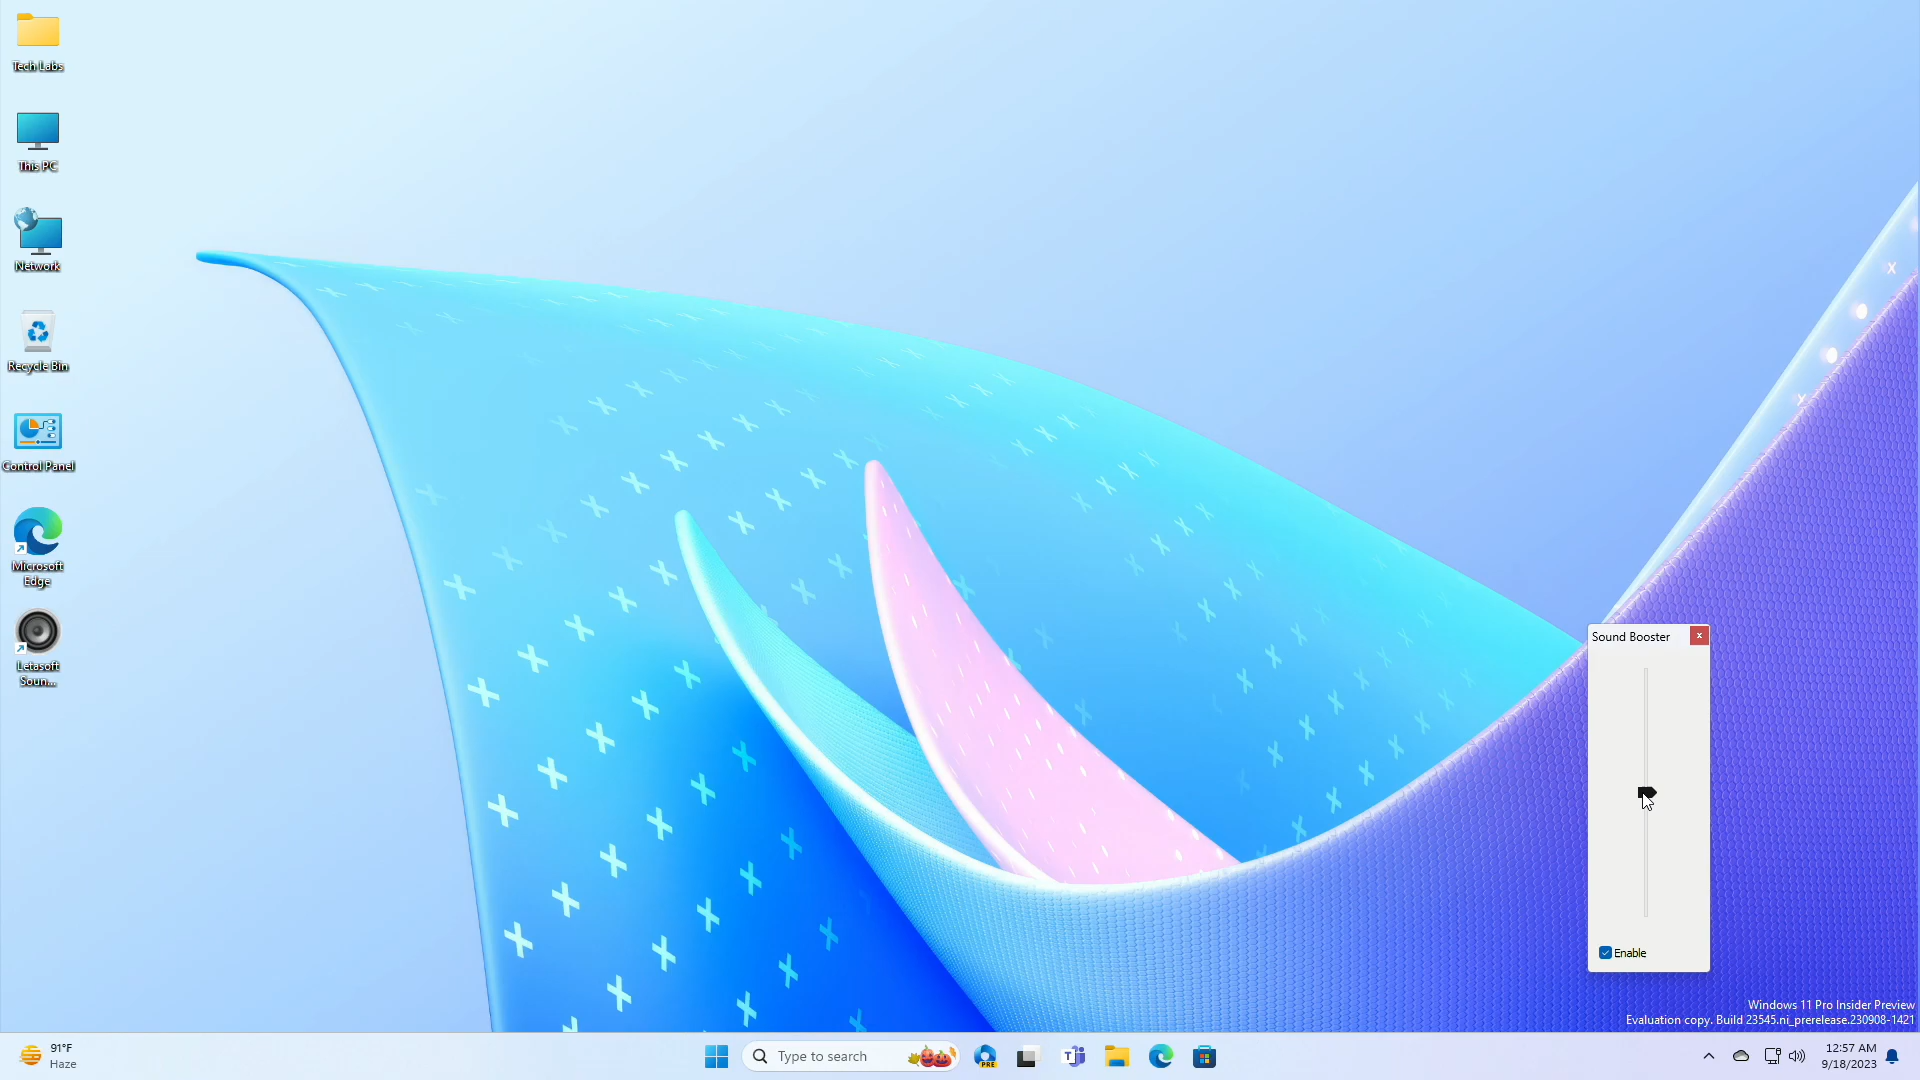 Tech Labs
This PC
Network
Recycle Bin
Control Panel
Microsoft
Edge
Letasoft
Soun...
Sound Booster
Enable
Windows 11 Pro Insider Preview
Evaluation copy. Build 23545.ni_prerelease.230908-1421
91°F
Haze
Type to search
PRE
T
12:57 AM
9/18/2023